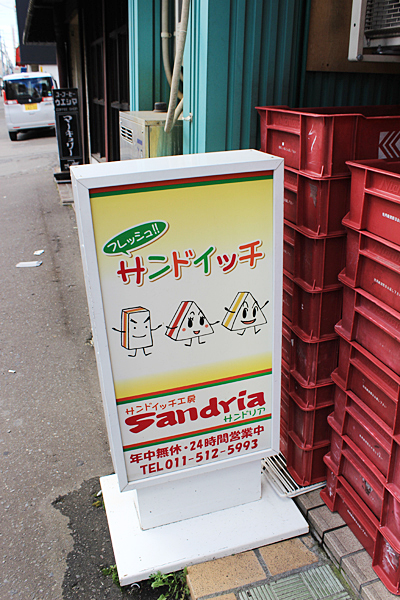 フレッシュ!!
サンドイッチ
サンドイッチ工房
Sandria
サンドリア
年中無休・24時間営業中
TEL011-512-5993